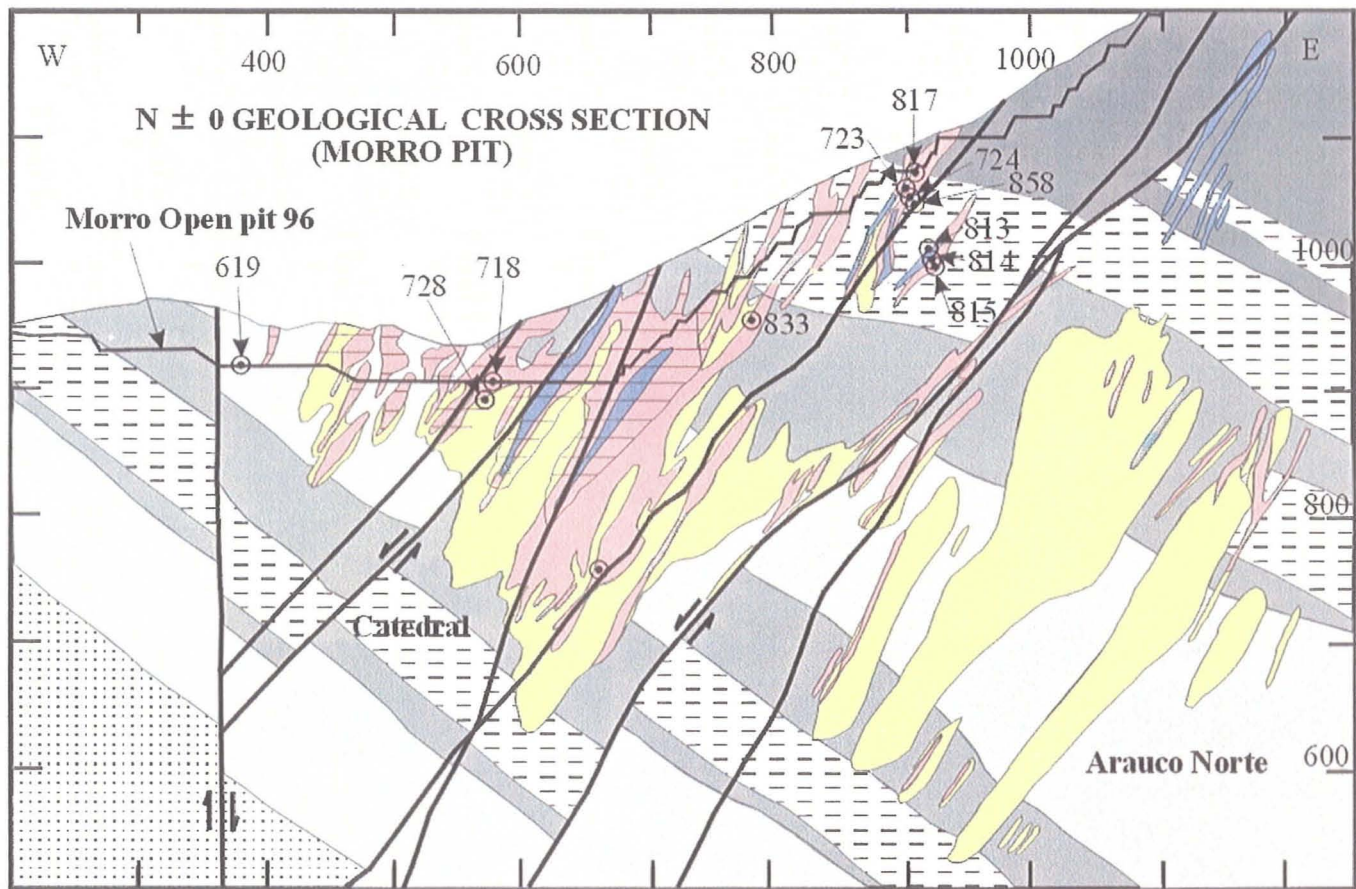 W
400
600
800
1000
E
N ± 0 GEOLOGICAL CROSS SECTION
(MORRO PIT)
817
723
724
858
Morro Open pit 96
813
1000
619
728
718
814
815
833
800
Catedral
Arauco Norte
600